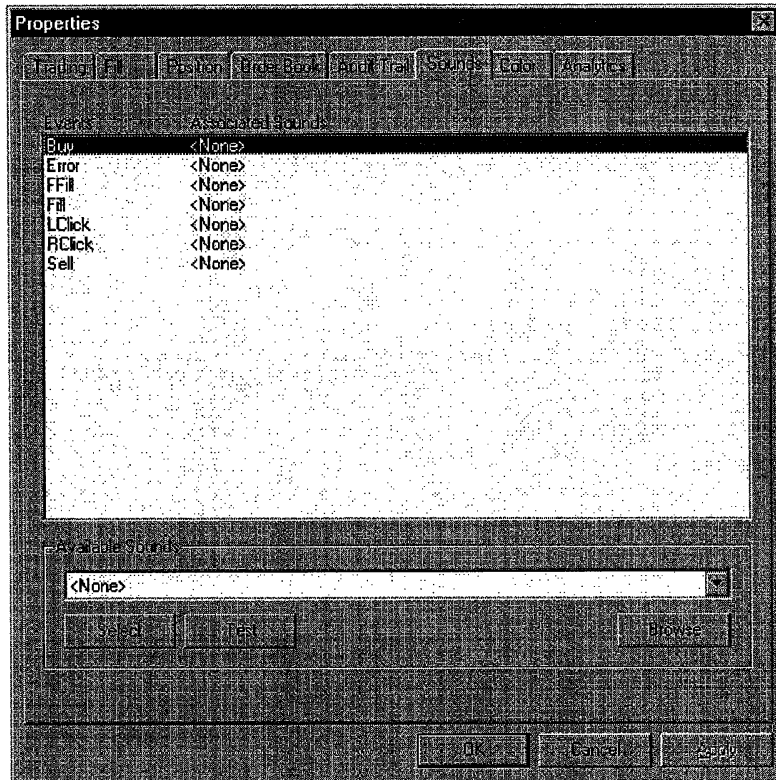 Properties
Trading Fill Position Order Book Audit Trail Sounds Color Analytics
Events Associated Sounds
Buy <None>
Error <None>
FFill <None>
Fill <None>
LClick <None>
RClick <None>
Sell <None>
Available Sounds
<None>
Select Test Browse
OK Cancel Apply